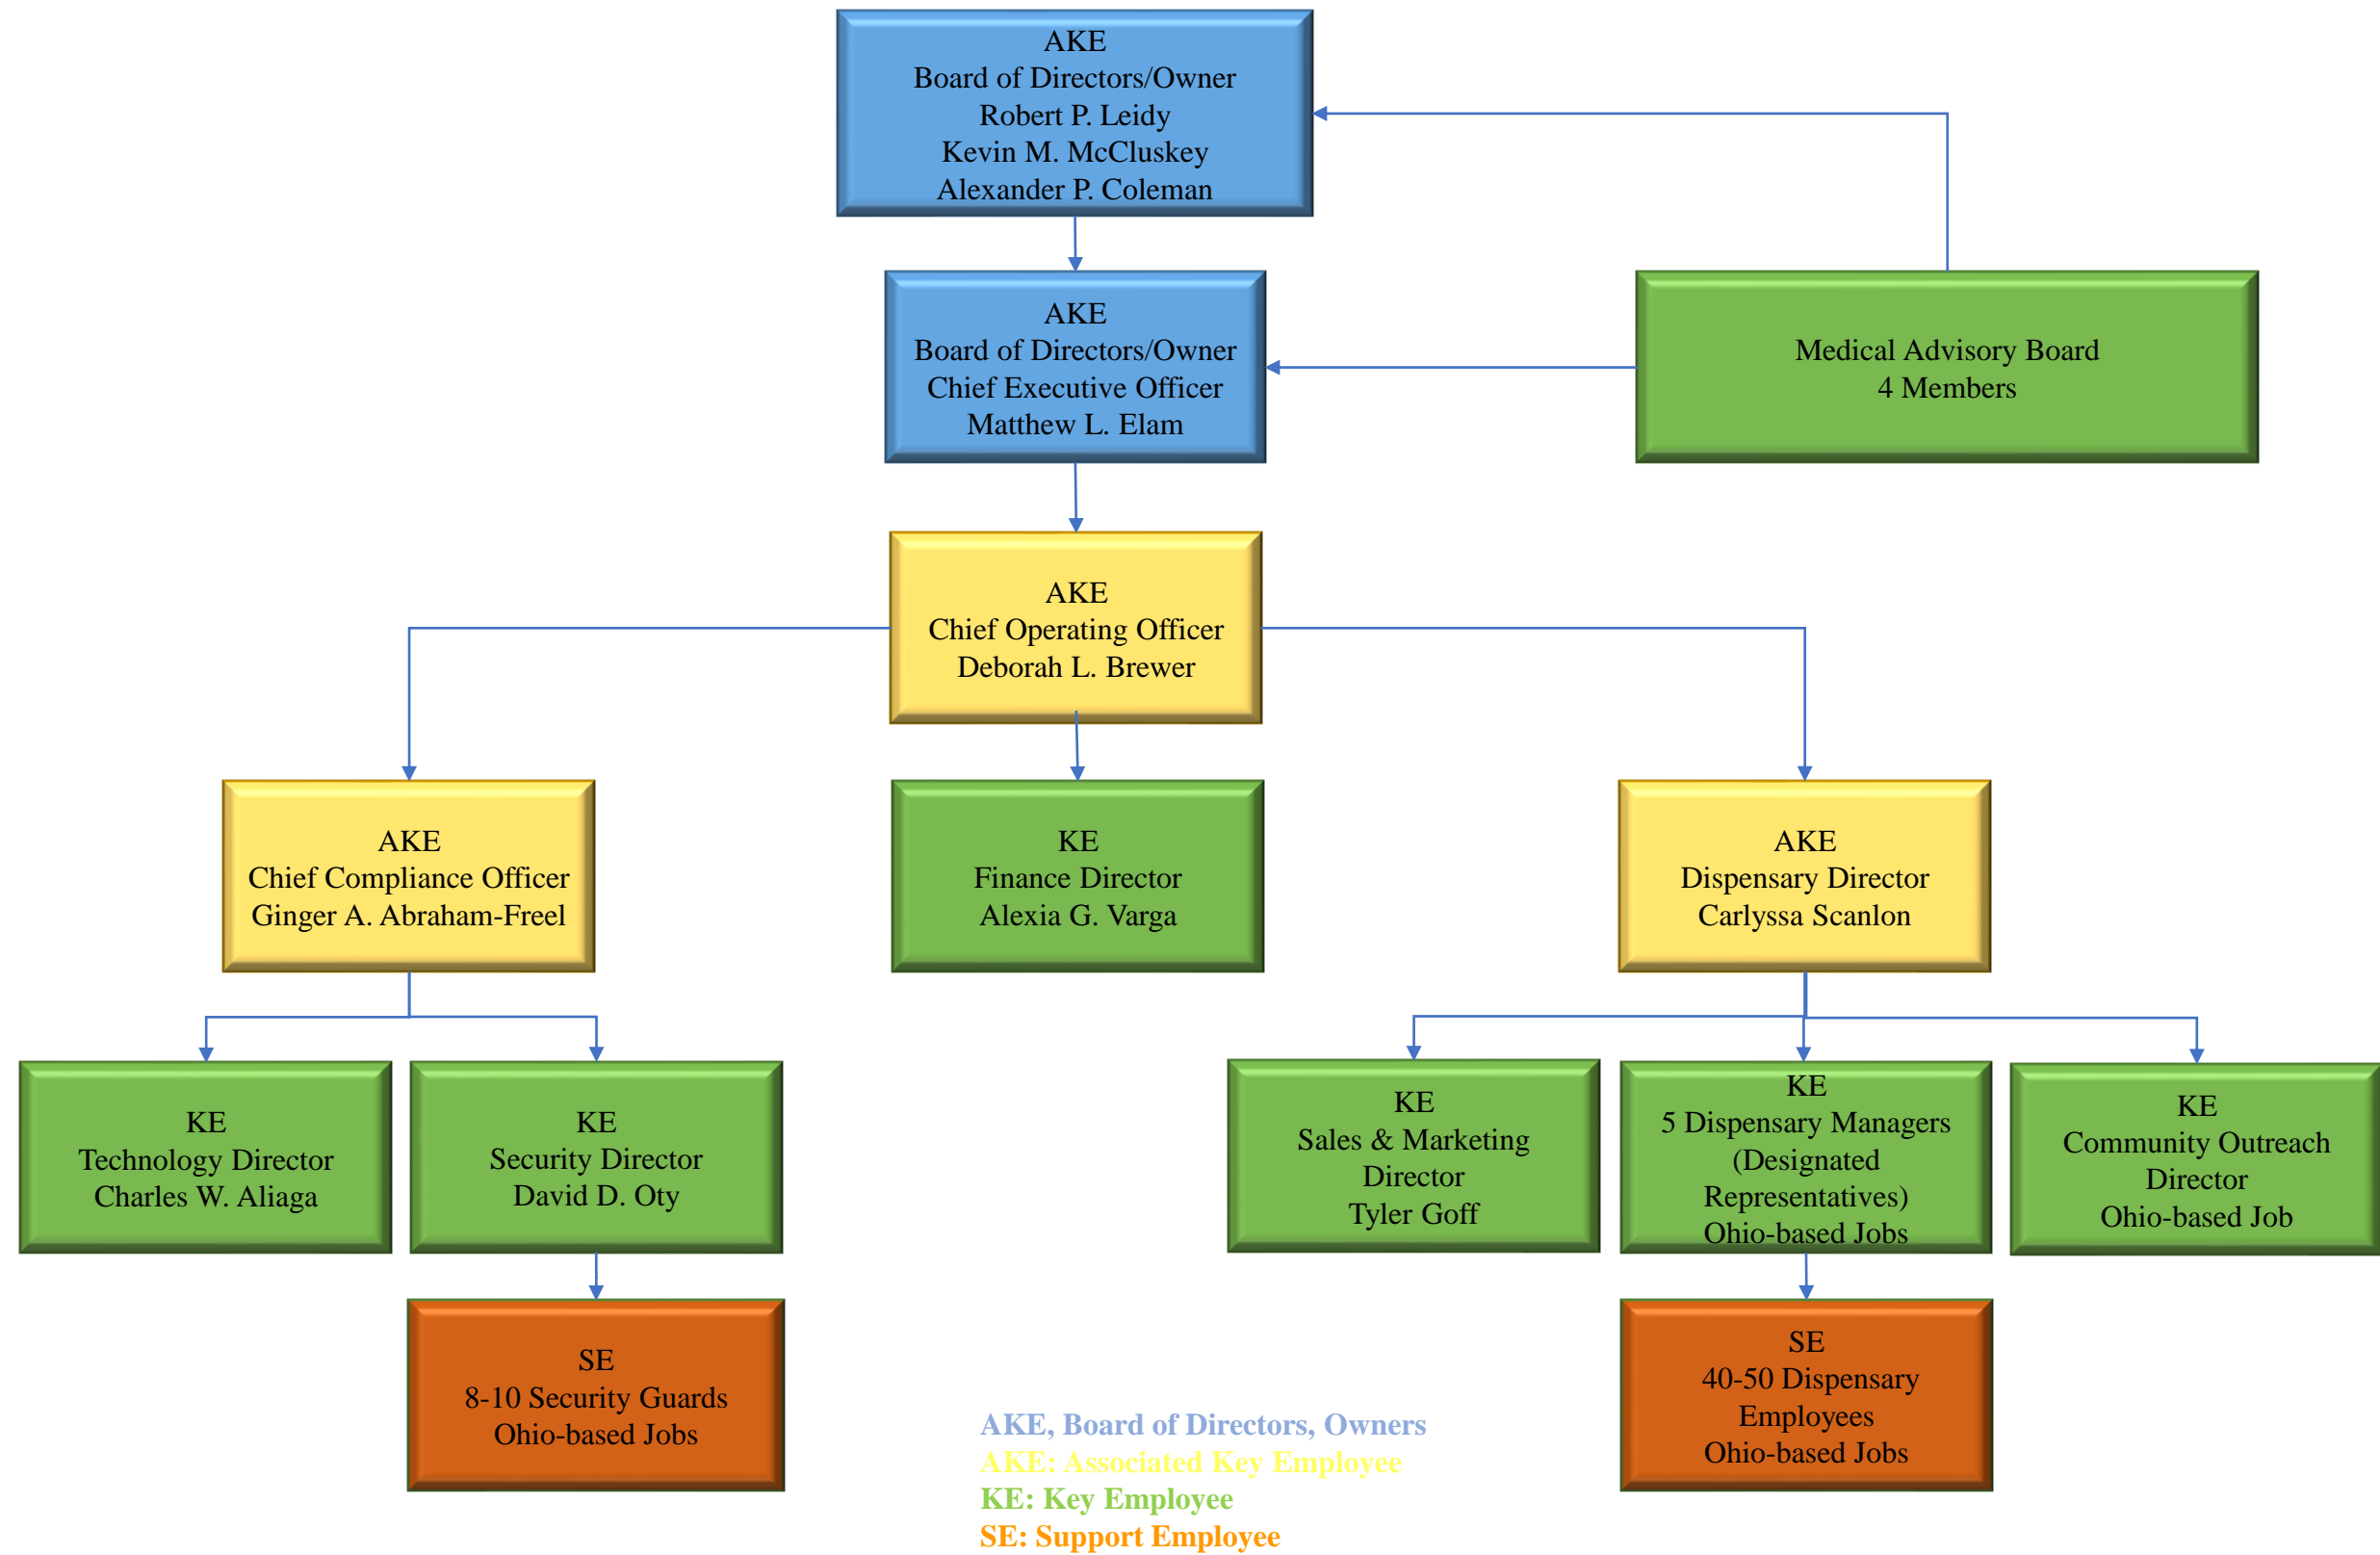 AKE
Board of Directors/Owner
Robert P. Leidy
Kevin M. McCluskey
Alexander P. Coleman
AKE
Board of Directors/Owner
Chief Executive Officer
Matthew L. Elam
Medical Advisory Board
4 Members
AKE
Chief Operating Officer
Deborah L. Brewer
AKE
Chief Compliance Officer
Ginger A. Abraham-Freel
KE
Finance Director
Alexia G. Varga
AKE
Dispensary Director
Carlyssa Scanlon
KE
Technology Director
Charles W. Aliaga
KE
Security Director
David D. Oty
KE
Sales & Marketing
Director
Tyler Goff
KE
5 Dispensary Managers
(Designated
Representatives)
Ohio-based Jobs
KE
Community Outreach
Director
Ohio-based Job
SE
8-10 Security Guards
Ohio-based Jobs
SE
40-50 Dispensary
Employees
Ohio-based Jobs
AKE, Board of Directors, Owners
AKE: Associated Key Employee
KE: Key Employee
SE: Support Employee